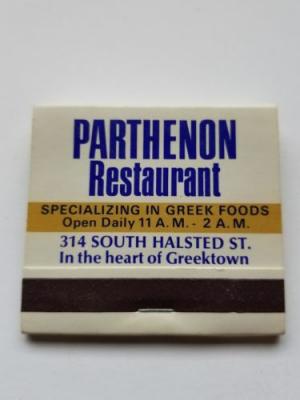 PARTHENON
Restaurant
SPECIALIZING IN GREEK FOODS
Open Daily 11 A.M. - 2 A.M.
314 SOUTH HALSTED ST.
In the heart of Greektown